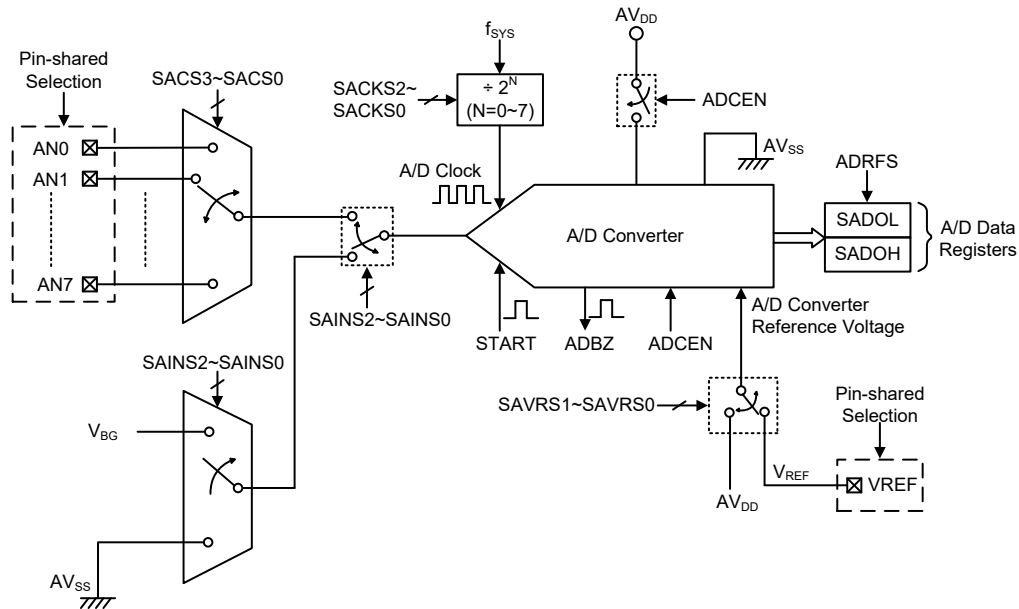 AV_DD
f_SYS
Pin-shared
Selection
SACS3~SACS0
SACKS2~
SACKS0
÷ 2^N
(N=0~7)
ADCEN
AN0
AN1
AN7
A/D Clock
AV_SS
ADRFS
A/D Converter
SADOL
SADOH
A/D Data
Registers
SAINS2~SAINS0
START
ADBZ
ADCEN
A/D Converter
Reference Voltage
SAINS2~SAINS0
V_BG
SAVRS1~SAVRS0
Pin-shared
Selection
V_REF
VREF
AV_DD
AV_SS